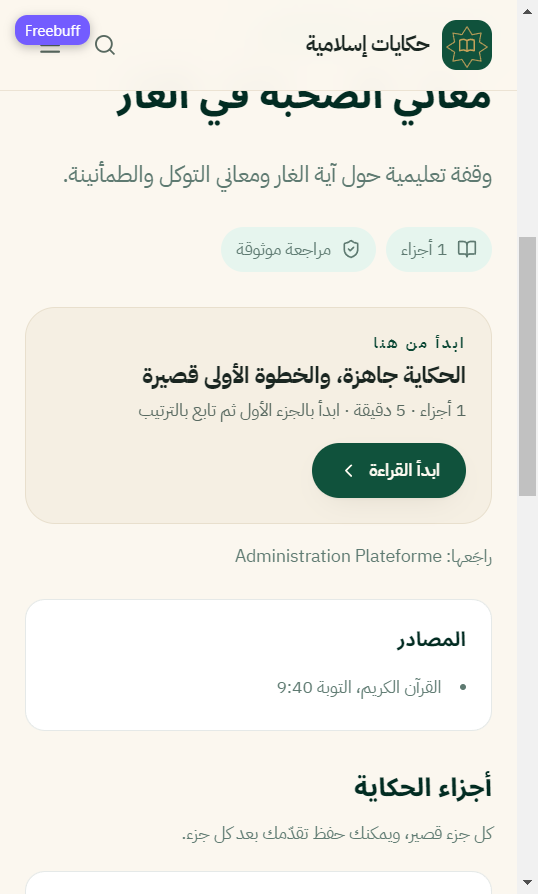 Freebuff
حكايات إسلامية
معاني الصحبة في الغار
وقفة تعليمية حول آية الغار ومعاني التوكل والطمأنينة.
1 أجزاء
مراجعة موثوقة
ابدأ من هنا
الحكاية جاهزة، والخطوة الأولى قصيرة
1 أجزاء · 5 دقيقة · ابدأ بالجزء الأول ثم تابع بالترتيب
ابدأ القراءة
راجَعها: Administration Plateforme
المصادر
• القرآن الكريم، التوبة 9:40
أجزاء الحكاية
كل جزء قصير، ويمكنك حفظ تقدّمك بعد كل جزء.